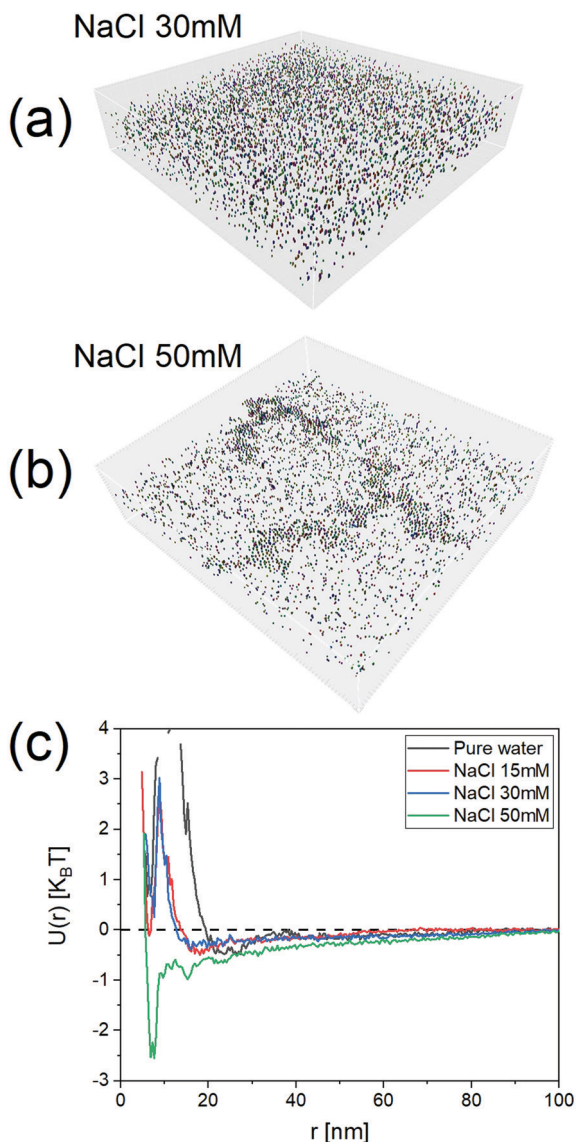 NaCl 30mM
(a)
NaCl 50mM
(b)
(c)
4
3
2
1
0
-1
-2
-3
U(r) [K_BT]
Pure water
NaCl 15mM
NaCl 30mM
NaCl 50mM
0 20 40 60 80 100
r [nm]